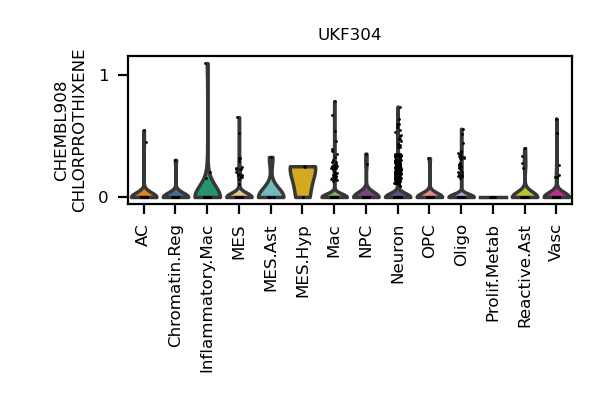 UKF304
CHEMBL908
CHLORPROTHIXENE
1
0
AC
Chromatin.Reg
Inflammatory.Mac
MES
MES.Ast
MES.Hyp
Mac
NPC
Neuron
OPC
Oligo
Prolif.Metab
Reactive.Ast
Vasc